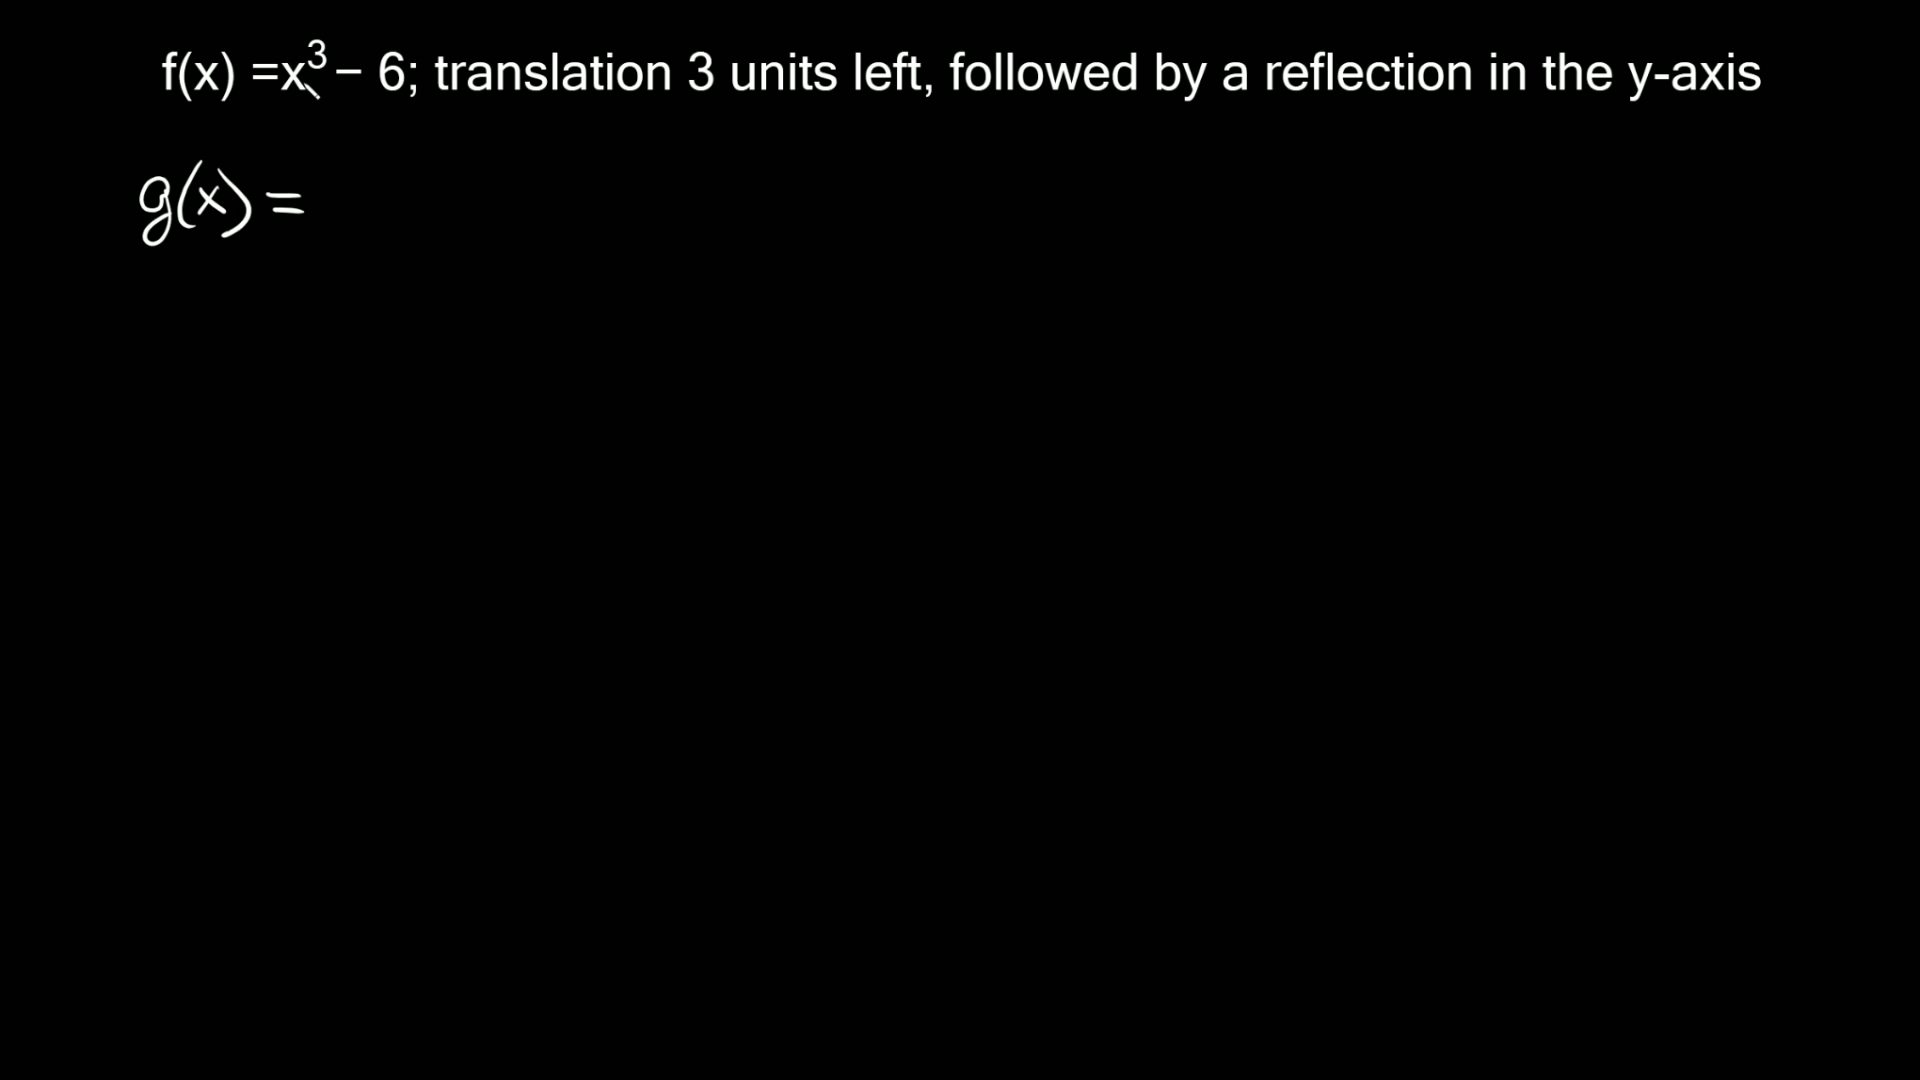 f(x) =x³ – 6; translation 3 units left, followed by a reflection in the y-axis
g(x) =